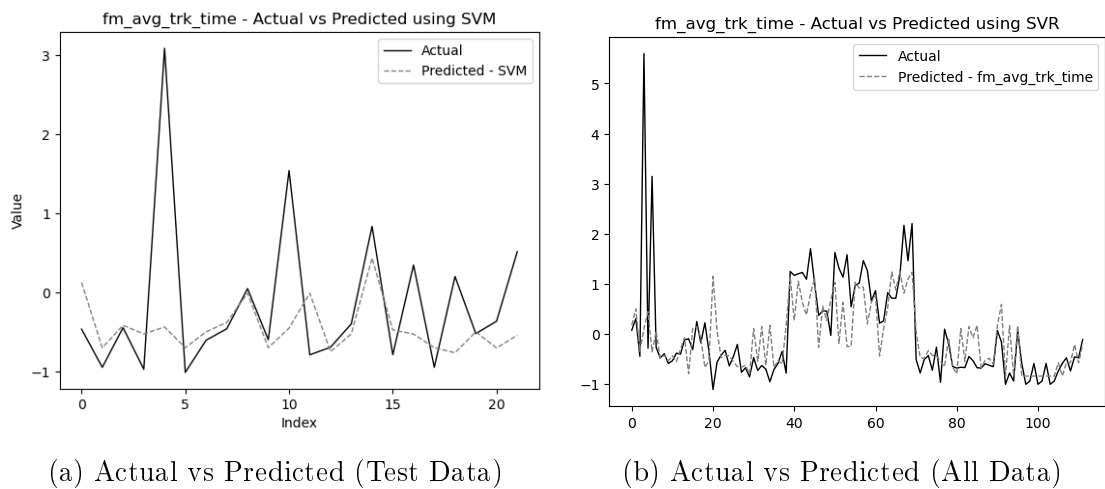 fm_avg_trk_time - Actual vs Predicted using SVM
Actual
Predicted - SVM
3
2
1
0
−1
Value
0
5
10
15
20
Index
(a) Actual vs Predicted (Test Data)
fm_avg_trk_time - Actual vs Predicted using SVR
Actual
Predicted - fm_avg_trk_time
5
4
3
2
1
0
−1
0
20
40
60
80
100
(b) Actual vs Predicted (All Data)